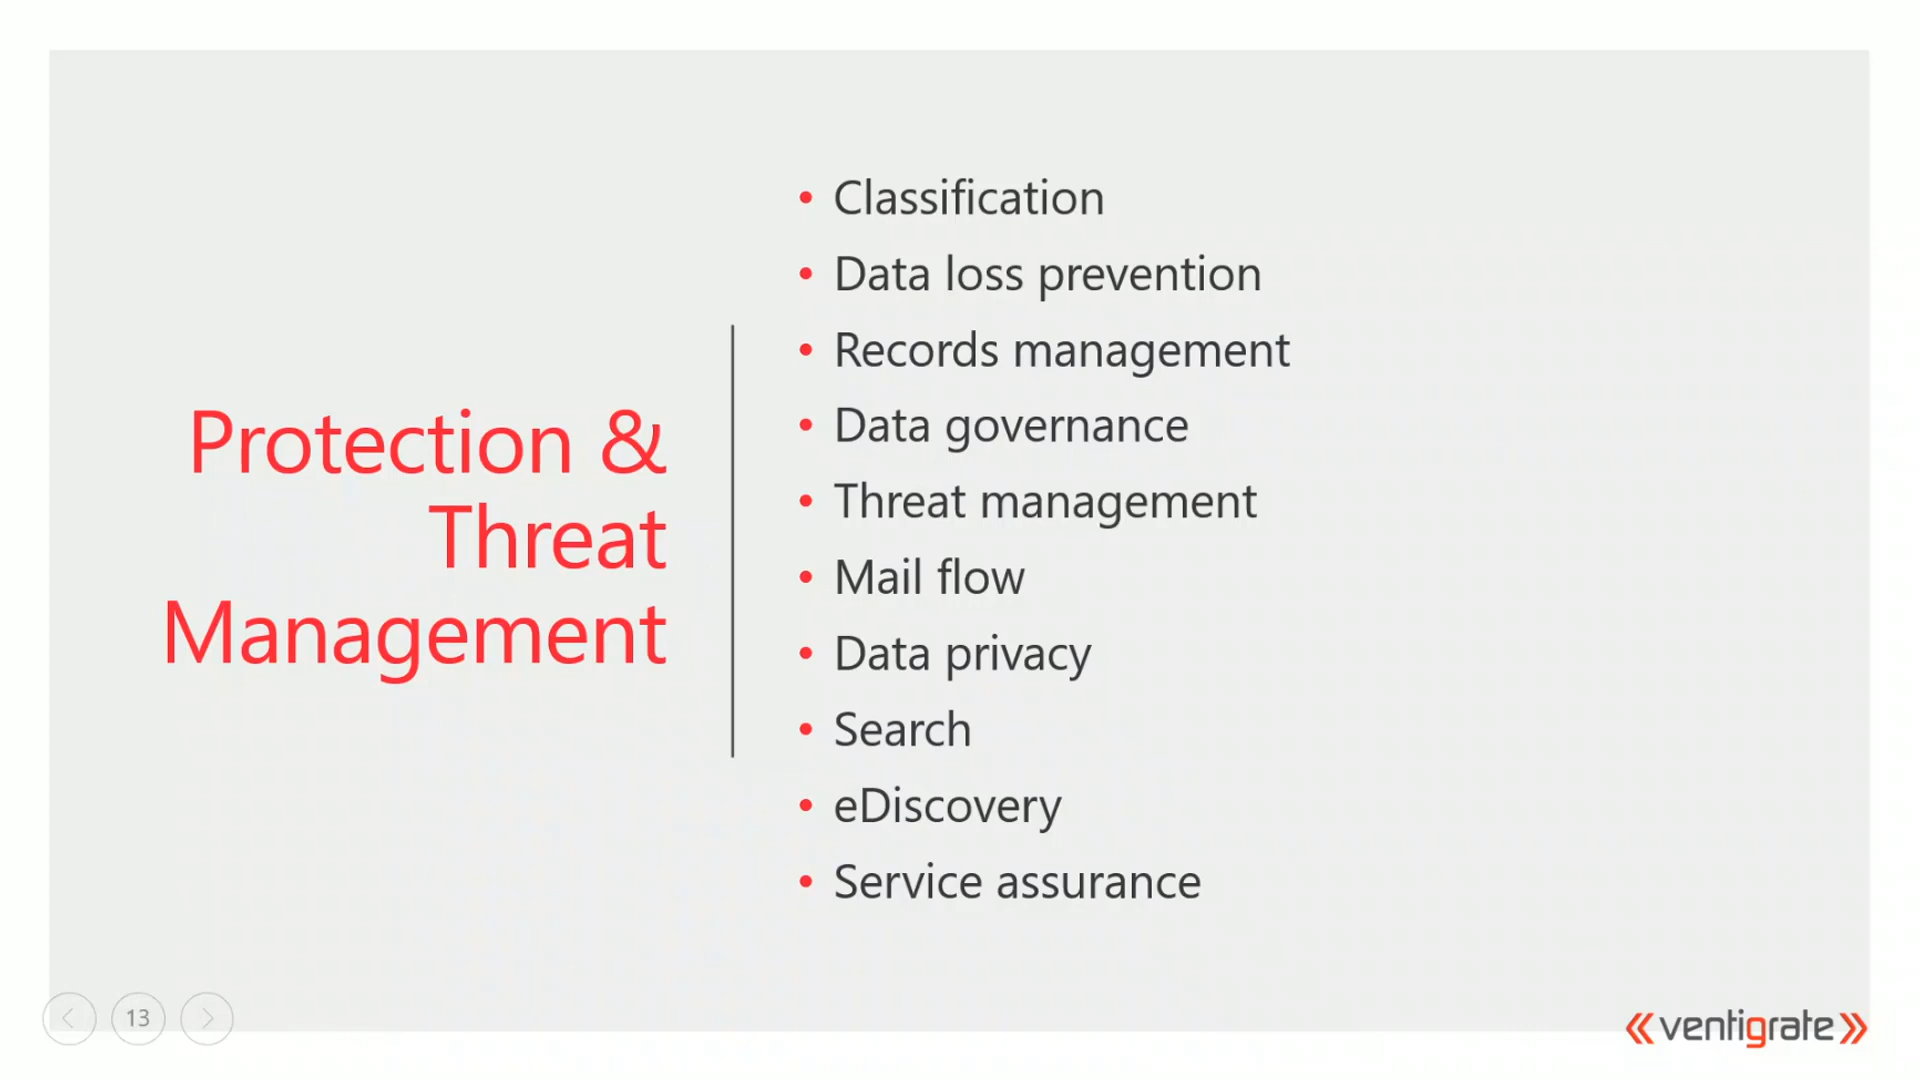 Protection &
Threat
Management
• Classification
• Data loss prevention
• Records management
• Data governance
• Threat management
• Mail flow
• Data privacy
• Search
• eDiscovery
• Service assurance
13
ventigrate